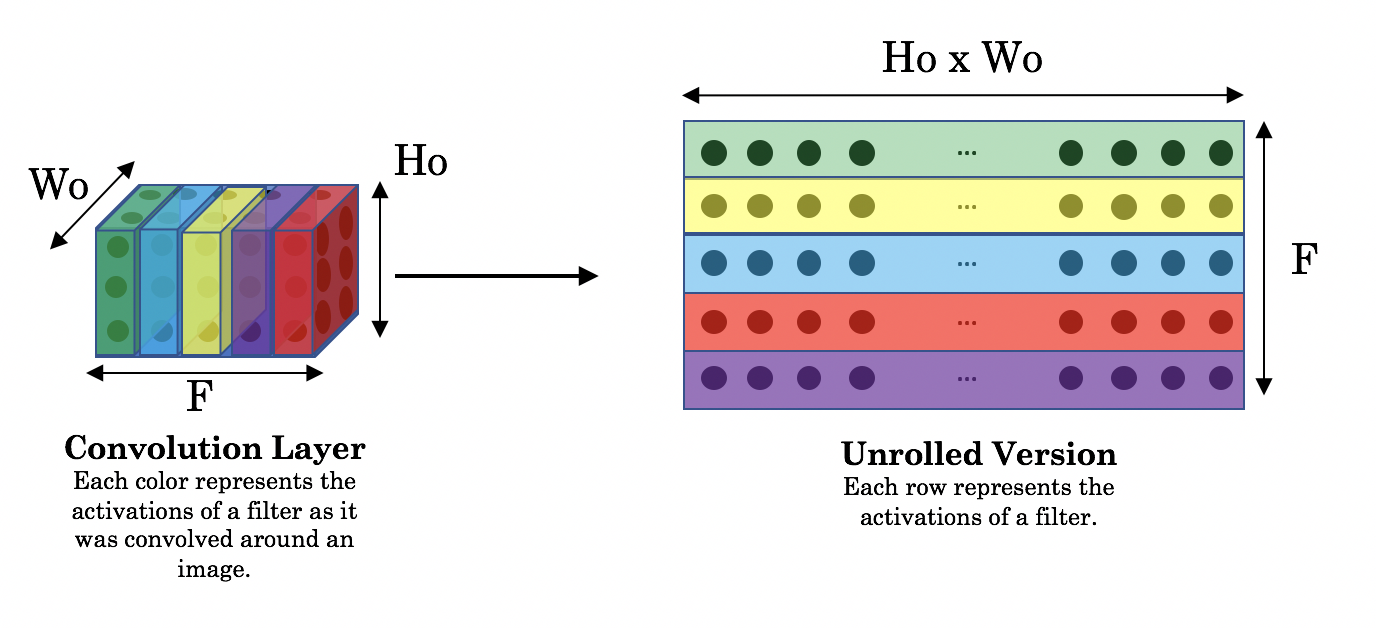 Wo
Ho
F
Convolution Layer
Each color represents the
activations of a filter as it
was convolved around an
image.
Ho x Wo
...
...
...
...
...
F
Unrolled Version
Each row represents the
activations of a filter.